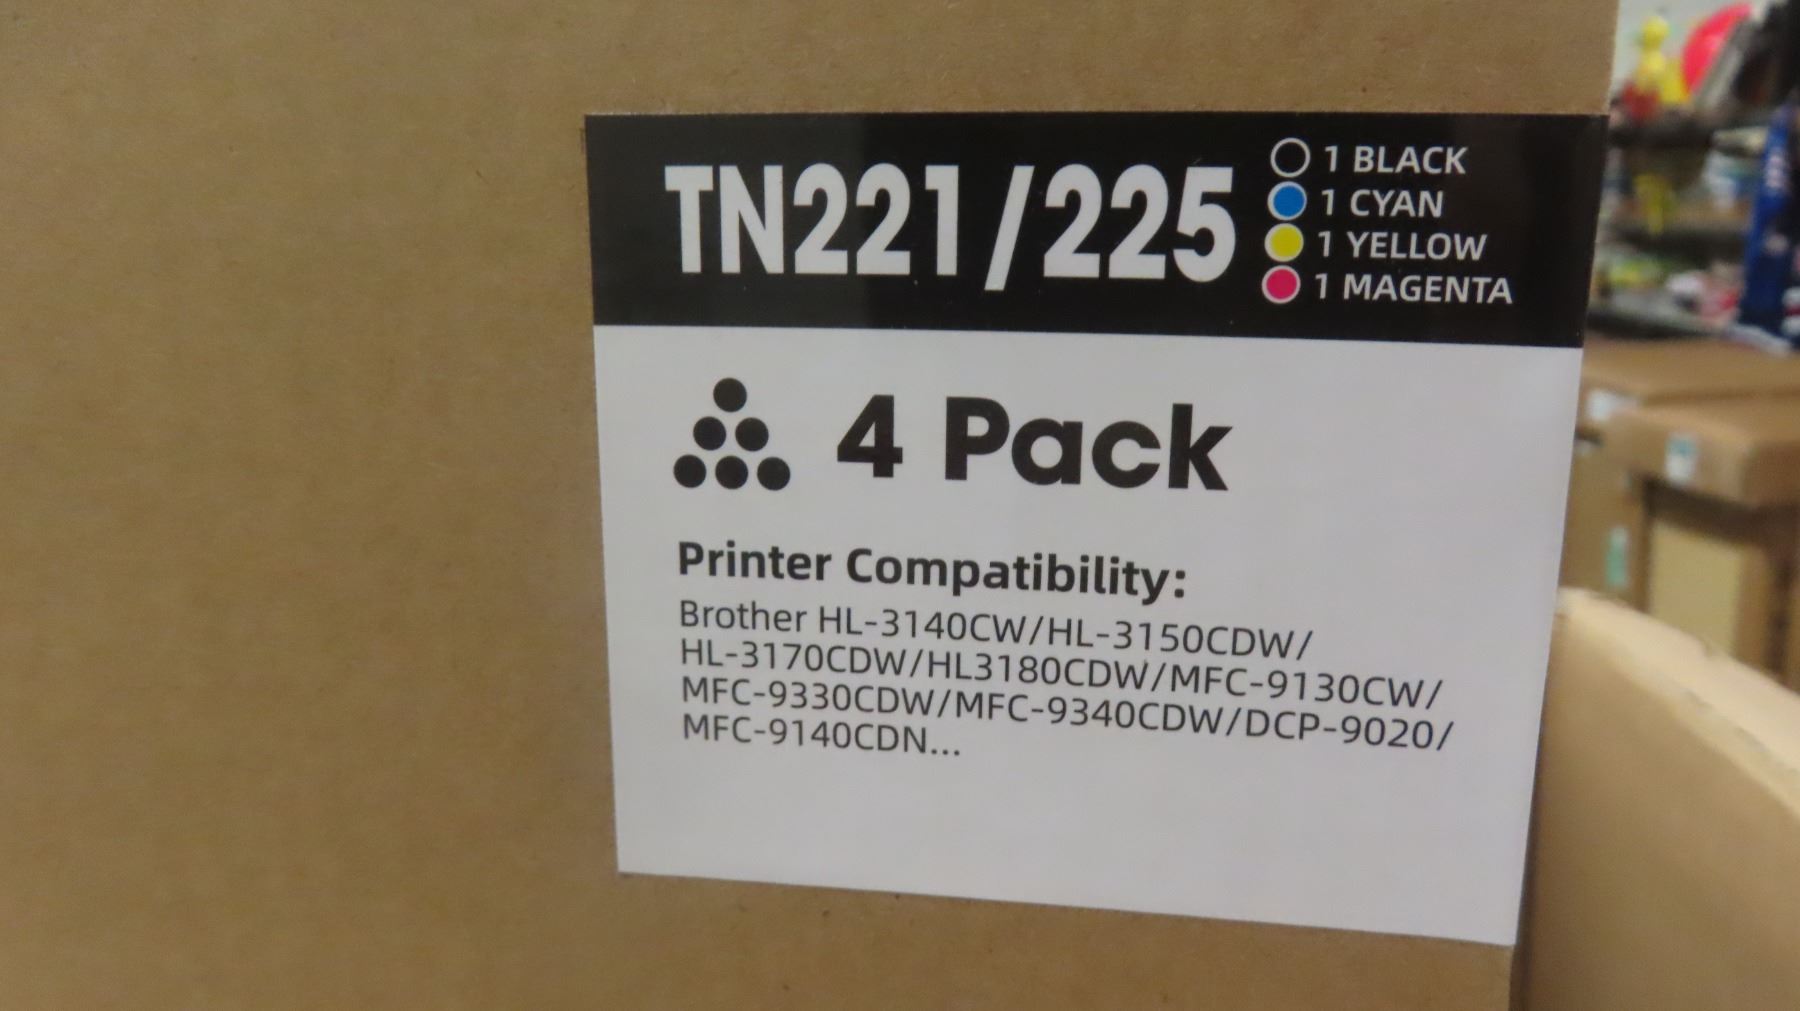 TN221/225
1 BLACK
1 CYAN
1 YELLOW
1 MAGENTA
4 Pack
Printer Compatibility:
Brother HL-3140CW/HL-3150CDW/
HL-3170CDW/HL3180CDW/MFC-9130CW/
MFC-9330CDW/MFC-9340CDW/DCP-9020/
MFC-9140CDN...